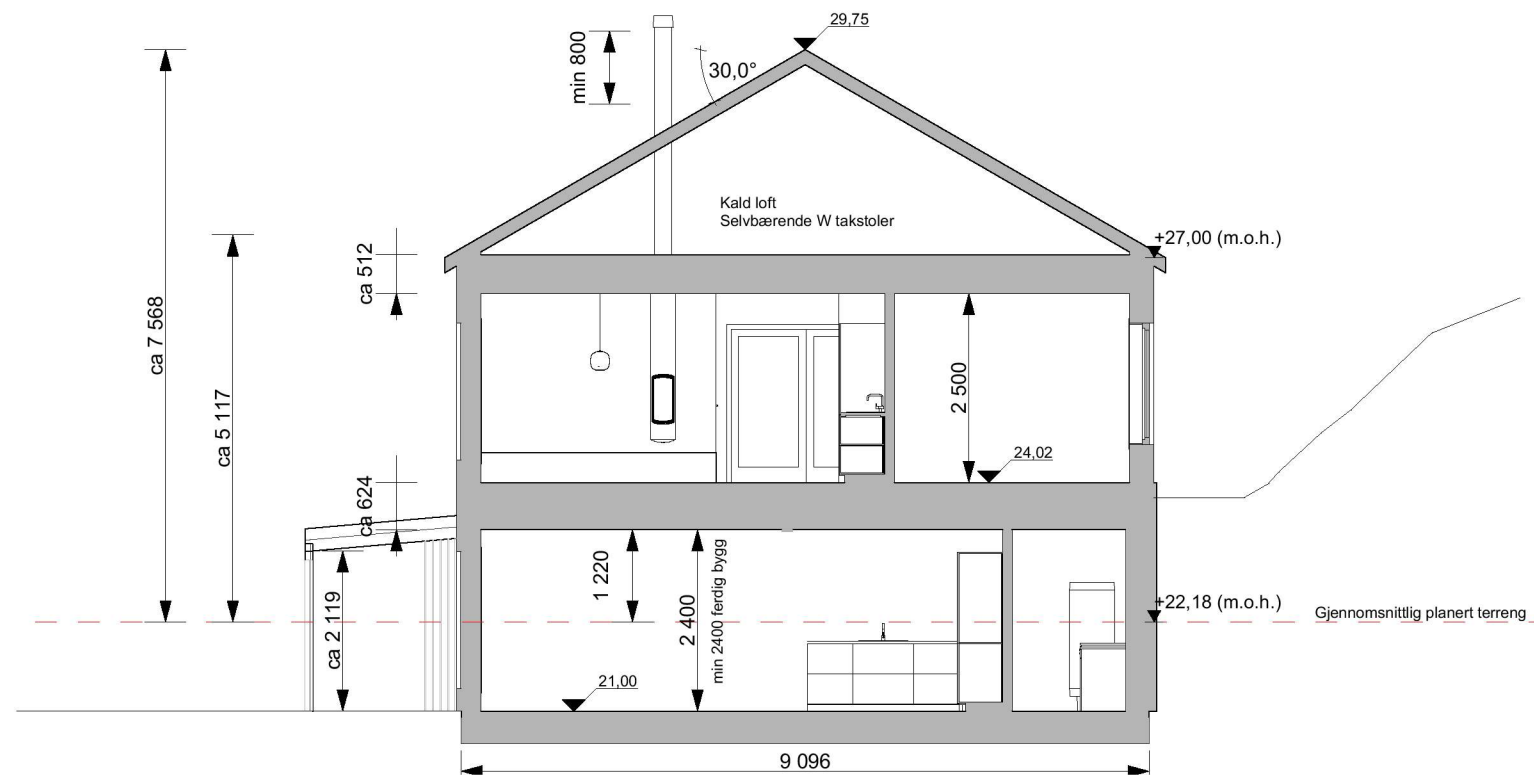 29,75
min 800
30,0°
Kald loft
Selvbærende W takstoler
+27,00 (m.o.h.)
ca 512
ca 7 568
ca 5 117
2 500
24,02
ca 624
1 220
2 400
min 2400 ferdig bygg
ca 2 119
+22,18 (m.o.h.)
Gjennomsnittlig planert terreng
21,00
9 096